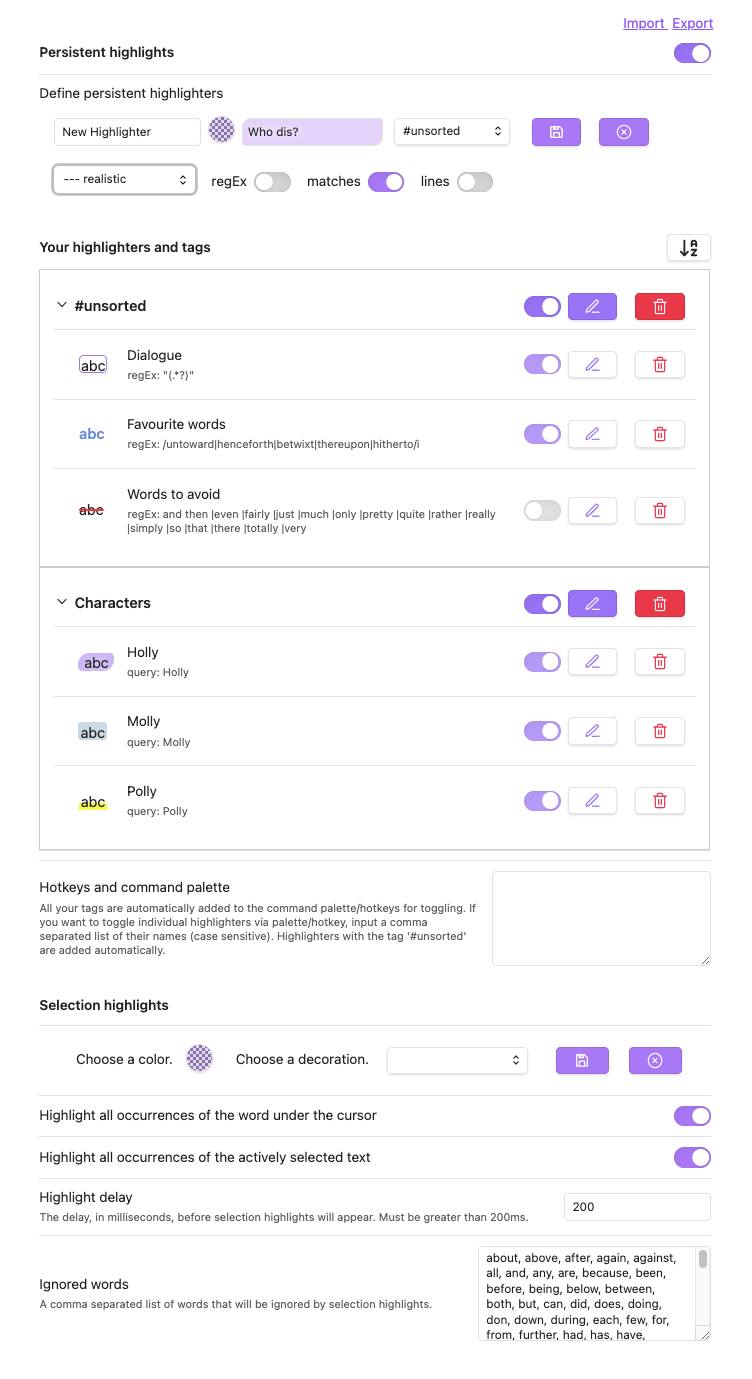 Import Export
Persistent highlights
Define persistent highlighters
New Highlighter Who dis? #unsorted
--- realistic regEx matches lines
Your highlighters and tags
A
Z
#unsorted
abc Dialogue
regEx: "(.*?)"
abc Favourite words
regEx: /untoward|henceforth|betwixt|thereupon|hitherto/i
abc Words to avoid
regEx: and then |even |fairly |just |much |only |pretty |quite |rather |really
|simply |so |that |there |totally |very
Characters
abc Holly
query: Holly
abc Molly
query: Molly
abc Polly
query: Polly
Hotkeys and command palette
All your tags are automatically added to the command palette/hotkeys for toggling. If
you want to toggle individual highlighters via palette/hotkey, input a comma
separated list of their names (case sensitive). Highlighters with the tag '#unsorted'
are added automatically.
Selection highlights
Choose a color. Choose a decoration.
Highlight all occurrences of the word under the cursor
Highlight all occurrences of the actively selected text
Highlight delay
The delay, in milliseconds, before selection highlights will appear. Must be greater than 200ms.
200
Ignored words
A comma separated list of words that will be ignored by selection highlights.
about, above, after, again, against,
all, and, any, are, because, been,
before, being, below, between,
both, but, can, did, does, doing,
don, down, during, each, few, for,
from, further, had, has, have,